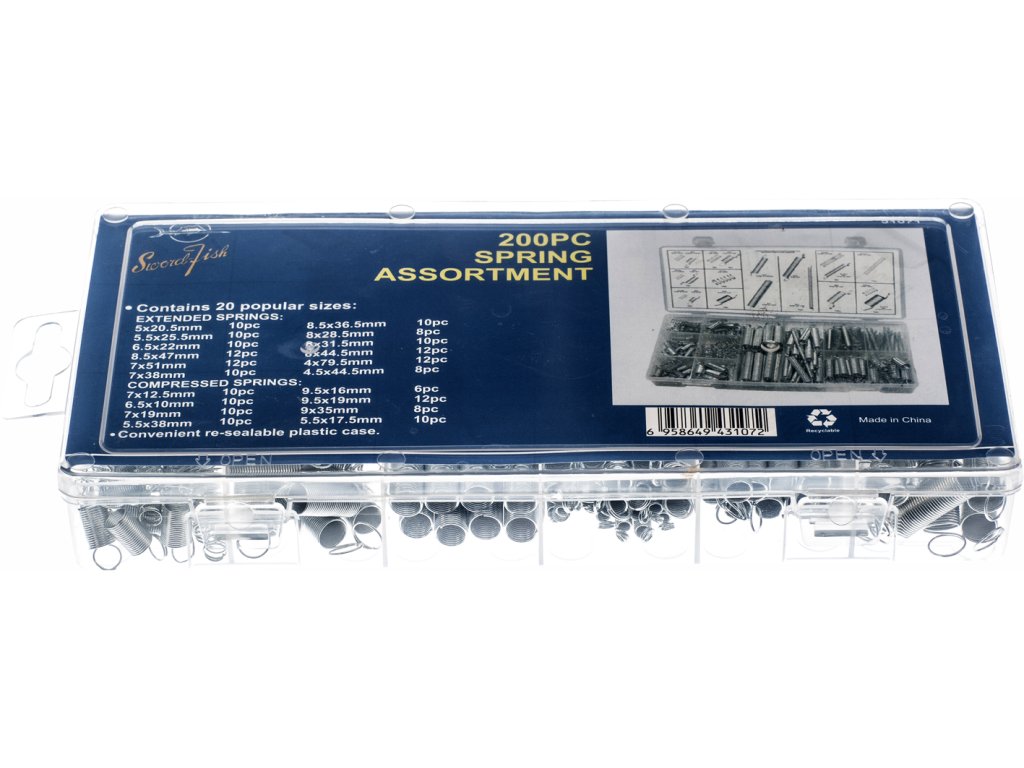 SwordFish
200PC
SPRING
ASSORTMENT
• Contains 20 popular sizes:
EXTENDED SPRINGS:
5x20.5mm 10pc 8.5x36.5mm 10pc
5.5x25.5mm 10pc 8x28.5mm 8pc
6.5x22mm 10pc 10pc
8.5x47mm 12pc 8x44.5mm 12pc
7x51mm 12pc 4x79.5mm 12pc
7x38mm 10pc 4.5x44.5mm 8pc
COMPRESSED SPRINGS:
7x12.5mm 10pc 9.5x16mm 6pc
6.5x10mm 10pc 9.5x19mm 12pc
7x19mm 10pc 9x35mm 8pc
5.5x38mm 10pc 5.5x17.5mm 10pc
• Convenient re-sealable plastic case.
6 958649 431072
Recyclable
Made in China
OPEN
OPEN